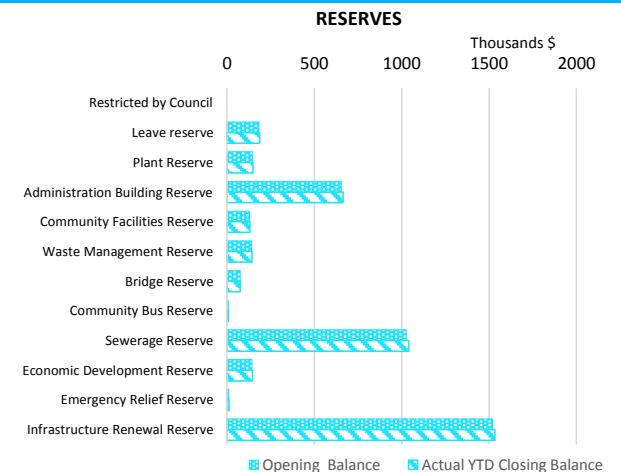 RESERVES
Thousands $
0 500 1000 1500 2000
Restricted by Council
Leave reserve
Plant Reserve
Administration Building Reserve
Community Facilities Reserve
Waste Management Reserve
Bridge Reserve
Community Bus Reserve
Sewerage Reserve
Economic Development Reserve
Emergency Relief Reserve
Infrastructure Renewal Reserve
Opening Balance Actual YTD Closing Balance